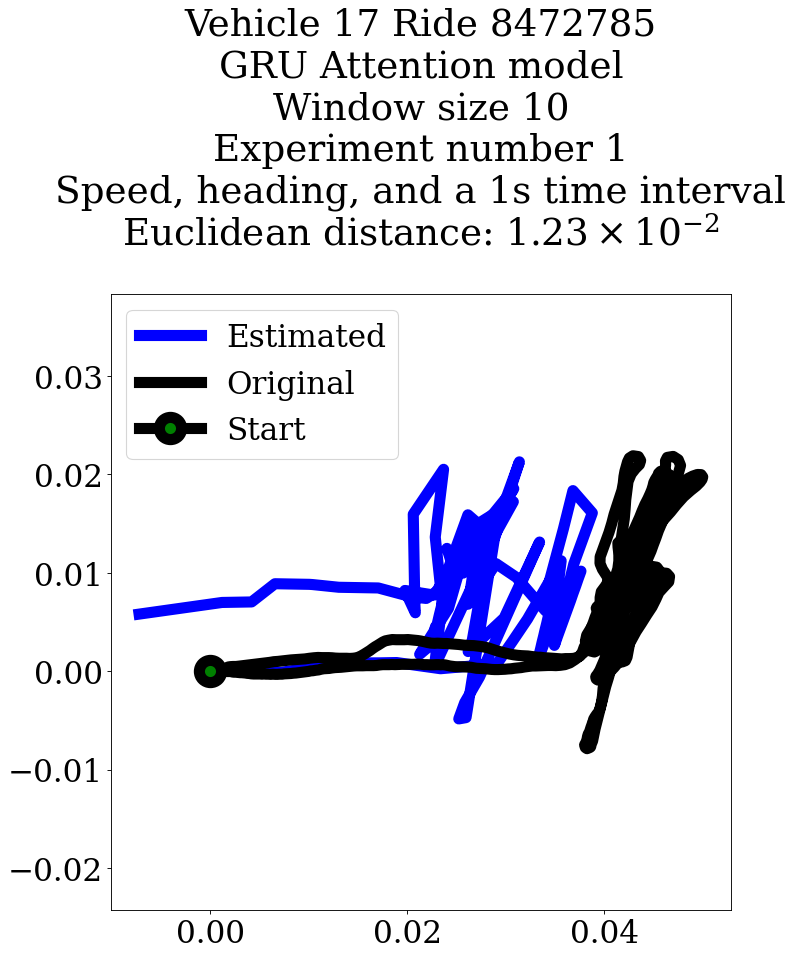 Vehicle 17 Ride 8472785
GRU Attention model
Window size 10
Experiment number 1
Speed, heading, and a 1s time interval
Euclidean distance: 1.23 × 10⁻²
Estimated
Original
Start
0.03
0.02
0.01
0.00
−0.01
−0.02
0.00 0.02 0.04